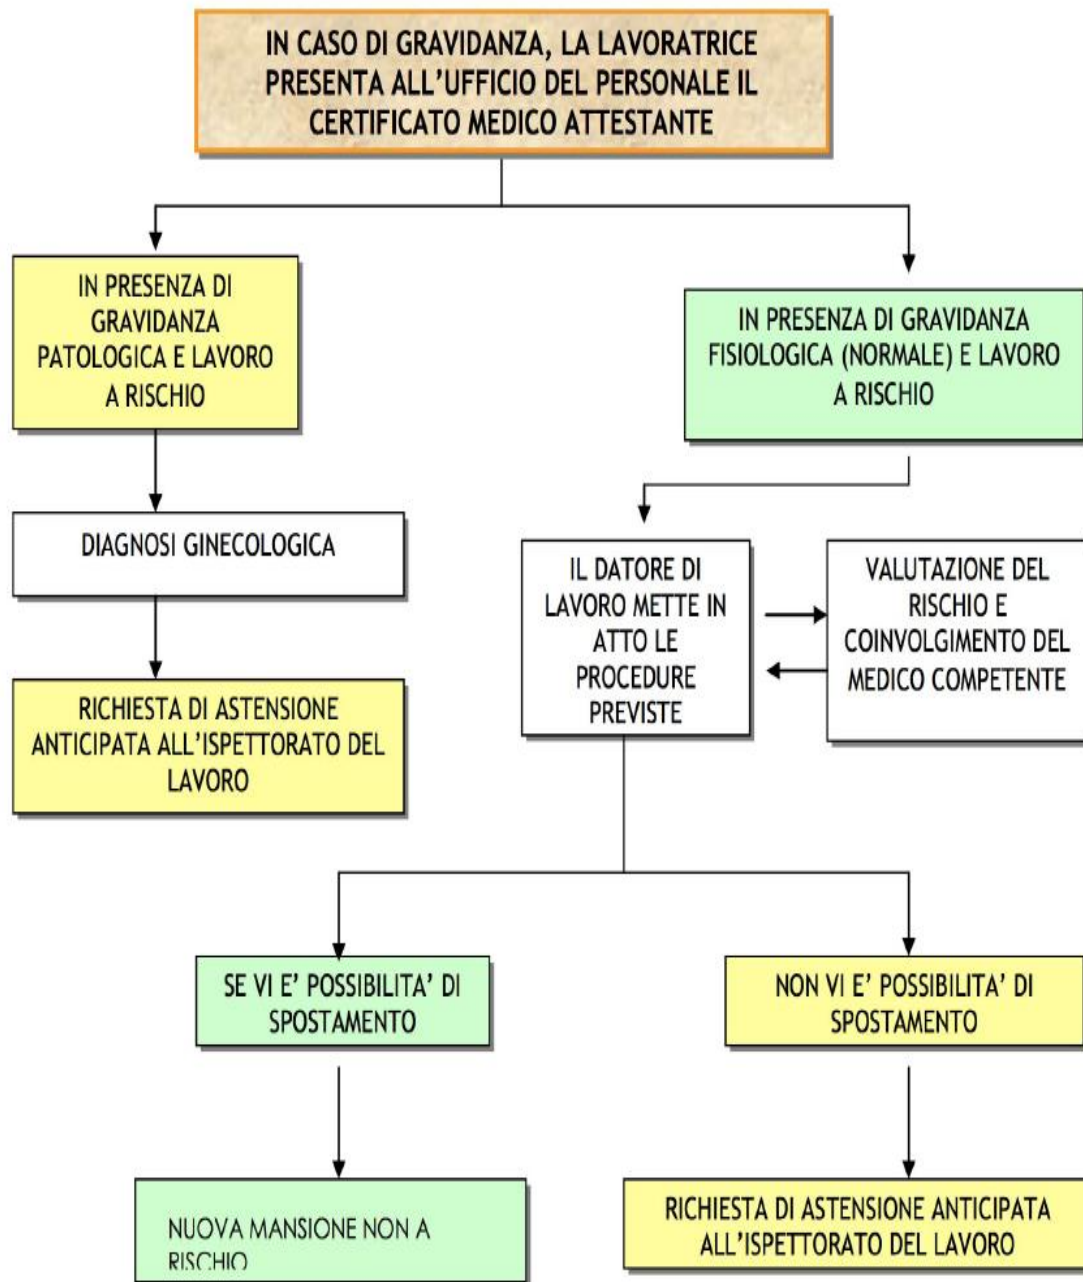 IN CASO DI GRAVIDANZA, LA LAVORATRICE
PRESENTA ALL'UFFICIO DEL PERSONALE IL
CERTIFICATO MEDICO ATTESTANTE
IN PRESENZA DI
GRAVIDANZA
PATOLOGICA E LAVORO
A RISCHIO
IN PRESENZA DI GRAVIDANZA
FISIOLOGICA (NORMALE) E LAVORO
A RISCHIO
DIAGNOSI GINECOLOGICA
IL DATORE DI
LAVORO METTE IN
ATTO LE
PROCEDURE
PREVISTE
VALUTAZIONE DEL
RISCHIO E
COINVOLGIMENTO DEL
MEDICO COMPETENTE
RICHIESTA DI ASTENSIONE
ANTICIPATA ALL'ISPETTORATO DEL
LAVORO
SE VI E' POSSIBILITA' DI
SPOSTAMENTO
NON VI E' POSSIBILITA' DI
SPOSTAMENTO
NUOVA MANSIONE NON A
RISCHIO
RICHIESTA DI ASTENSIONE ANTICIPATA
ALL'ISPETTORATO DEL LAVORO